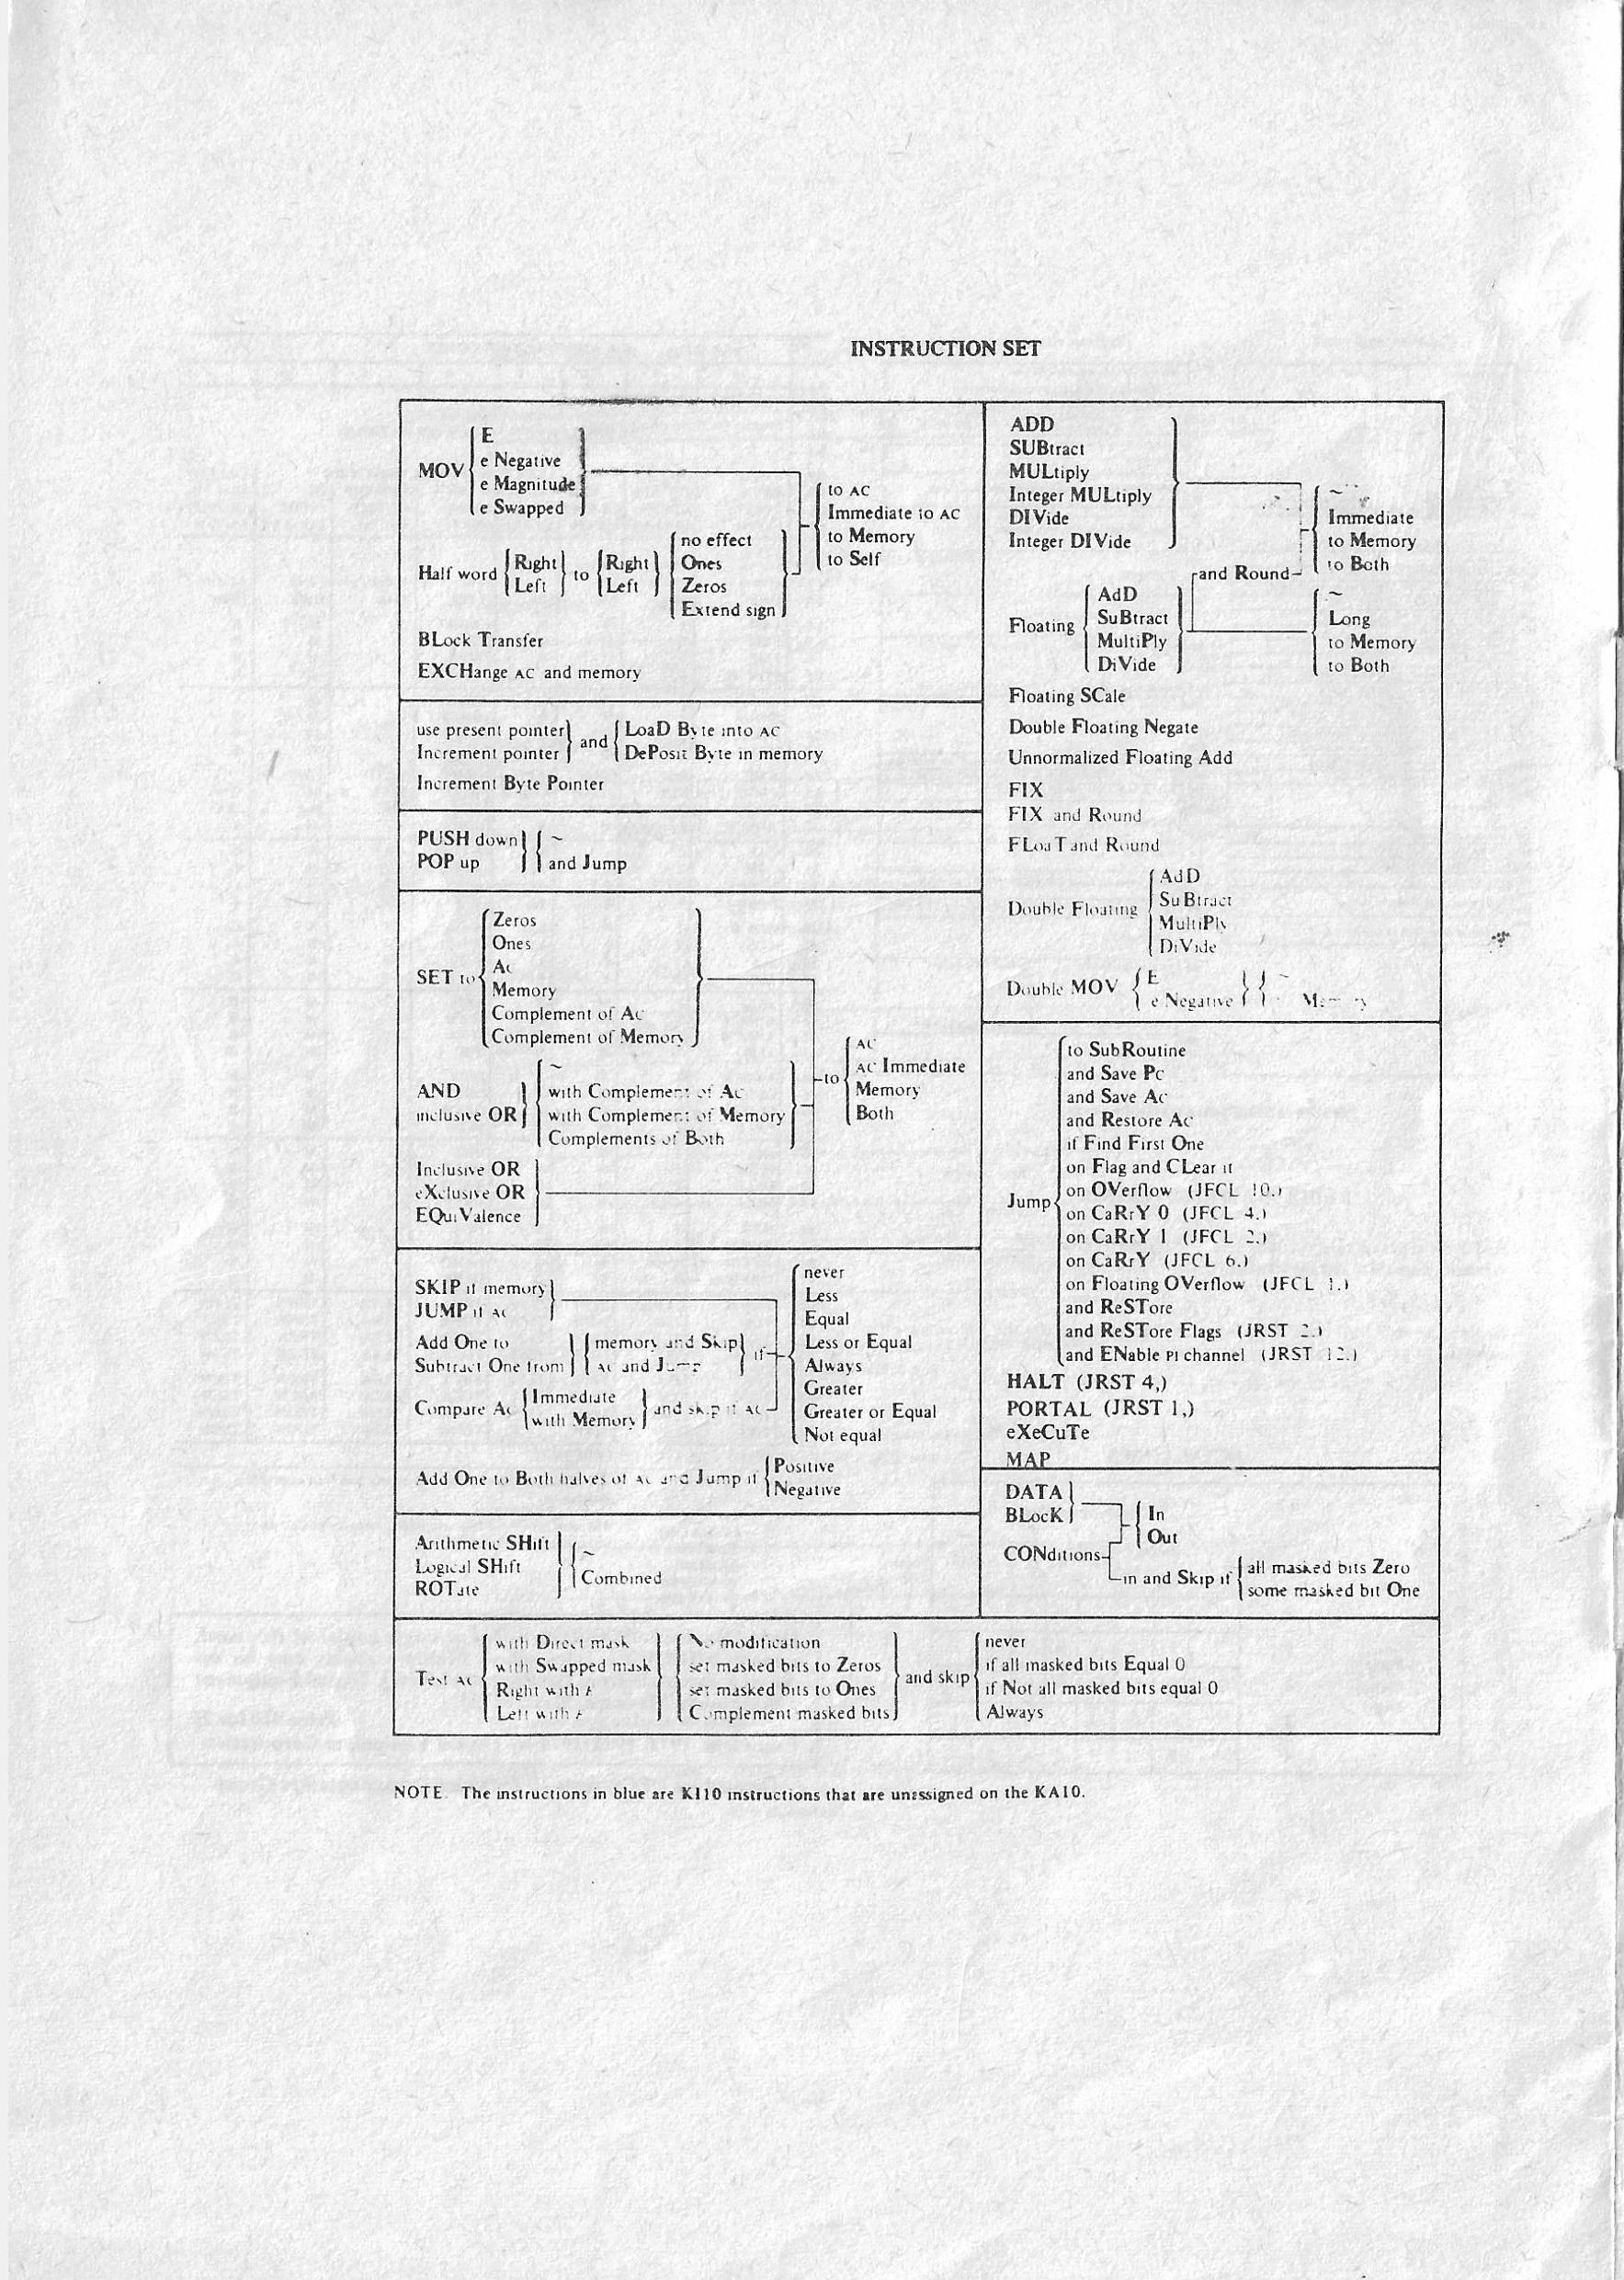 INSTRUCTION SET
MOV
E
e Negative
e Magnitude
e Swapped
to AC
Immediate to AC
to Memory
to Self
Half word
Right
Left
to
Right
Left
no effect
Ones
Zeros
Extend sign
BLock Transfer
EXCHange AC and memory
use present pointer
Increment pointer
and
LoaD Byte into AC
DePosit Byte in memory
Increment Byte Pointer
PUSH down
POP up
~
and Jump
SET to
Zeros
Ones
Ac
Memory
Complement of Ac
Complement of Memory
AND
inclusive OR
~
with Complement of Ac
with Complement of Memory
Complements of Both
Inclusive OR
eXclusive OR
EQuiValence
to
AC
AC Immediate
Memory
Both
SKIP if memory
JUMP if AC
Add One to
Subtract One from
memory and Skip
AC and Jump
if
Compare Ac
Immediate
with Memory
and skip if AC
never
Less
Equal
Less or Equal
Always
Greater
Greater or Equal
Not equal
Add One to Both halves of AC and Jump if
Positive
Negative
Arithmetic SHift
Logical SHift
ROTate
~
Combined
ADD
SUBtract
MULtiply
Integer MULtiply
DIVide
Integer DIVide
~
Immediate
to Memory
to Both
and Round
Floating
AdD
SuBtract
MultiPly
DiVide
~
Long
to Memory
to Both
Floating SCale
Double Floating Negate
Unnormalized Floating Add
FIX
FIX and Round
FLoaT and Round
Double Floating
AdD
SuBtract
MultiPly
DiVide
Double MOV
E
e Negative
~
Memory
Jump
to SubRoutine
and Save Pc
and Save Ac
and Restore Ac
if Find First One
on Flag and CLear it
on OVerflow (JFCL 10,)
on CaRrY 0 (JFCL 4,)
on CaRrY 1 (JFCL 2,)
on CaRrY (JFCL 6,)
on Floating OVerflow (JFCL 1,)
and ReSTore
and ReSTore Flags (JRST 2,)
and ENable PI channel (JRST 12,)
HALT (JRST 4,)
PORTAL (JRST 1,)
eXeCuTe
MAP
DATA
BLocK
In
Out
CONditions
in and Skip if
all masked bits Zero
some masked bit One
Test AC
with Direct mask
with Swapped mask
Right with E
Left with E
No modification
set masked bits to Zeros
set masked bits to Ones
Complement masked bits
and skip
never
if all masked bits Equal 0
if Not all masked bits equal 0
Always
NOTE. The instructions in blue are KI10 instructions that are unassigned on the KA10.